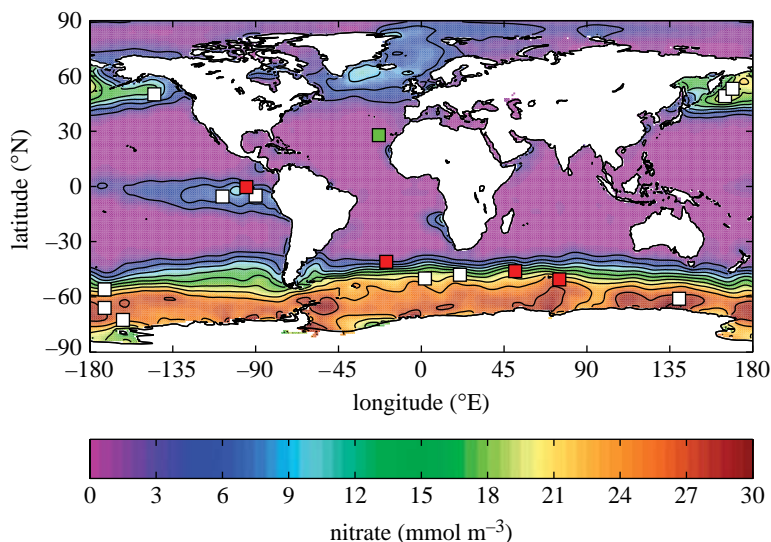 90
60
30
0
−30
−60
−90
latitude (°N)
−180 −135 −90 −45 0 45 90 135 180
longitude (°E)
0 3 6 9 12 15 18 21 24 27 30
nitrate (mmol m⁻³)